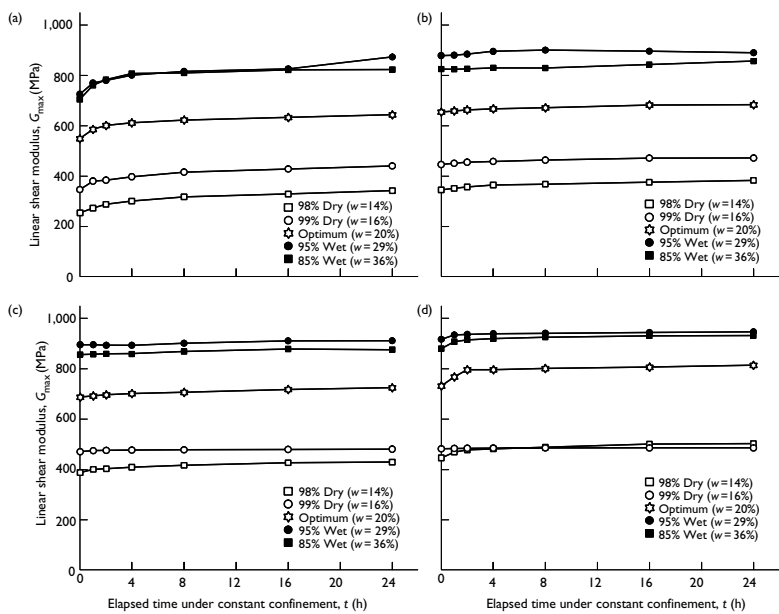 (a)
(b)
1,000
800
600
400
200
0
Linear shear modulus, Gmax (MPa)
98% Dry (w=14%)
99% Dry (w=16%)
Optimum (w=20%)
95% Wet (w=29%)
85% Wet (w=36%)
98% Dry (w=14%)
99% Dry (w=16%)
Optimum (w=20%)
95% Wet (w=29%)
85% Wet (w=36%)
(c)
(d)
1,000
800
600
400
200
0
Linear shear modulus, Gmax (MPa)
98% Dry (w=14%)
99% Dry (w=16%)
Optimum (w=20%)
95% Wet (w=29%)
85% Wet (w=36%)
98% Dry (w=14%)
99% Dry (w=16%)
Optimum (w=20%)
95% Wet (w=29%)
85% Wet (w=36%)
0 4 8 12 16 20 24
0 4 8 12 16 20 24
Elapsed time under constant confinement, t (h)
Elapsed time under constant confinement, t (h)